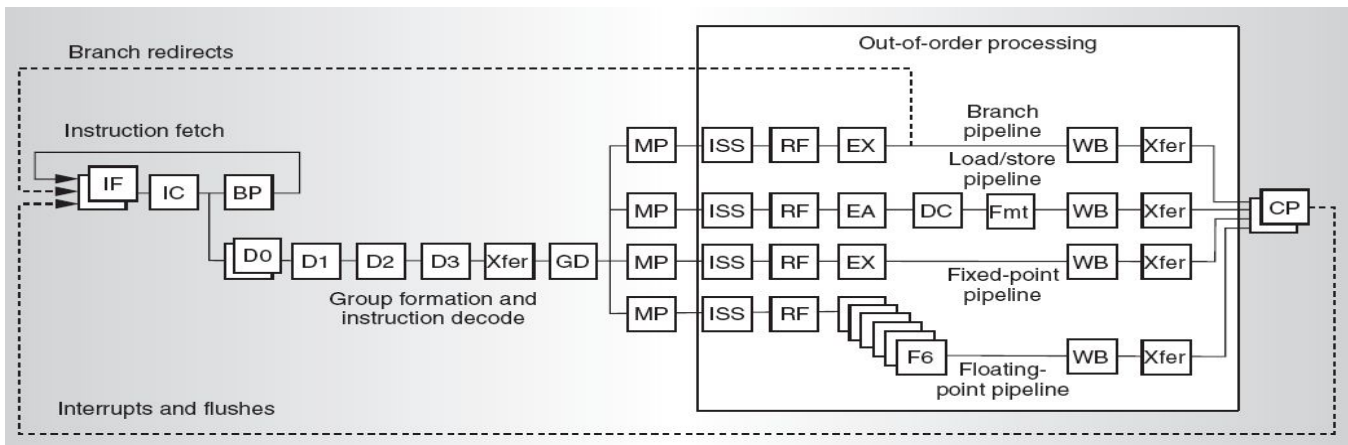 Out-of-order processing
Branch redirects
Instruction fetch
Branch
pipeline
MP ISS RF EX WB Xfer
Load/store
pipeline
IF IC BP
MP ISS RF EA DC Fmt WB Xfer
CP
D0 D1 D2 D3 Xfer GD MP ISS RF EX WB Xfer
Fixed-point
pipeline
Group formation and
instruction decode
MP ISS RF
F6 WB Xfer
Floating-
point pipeline
Interrupts and flushes